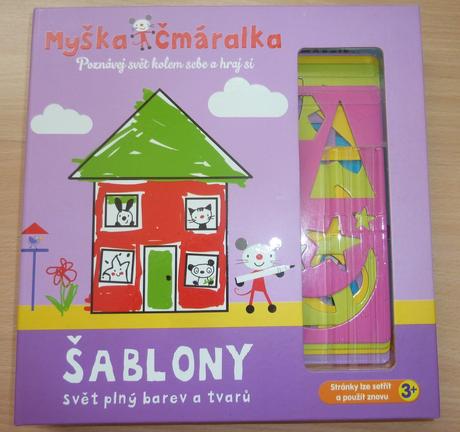 Myška Čmáralka
Poznávej svět kolem sebe a hraj si
ŠABLONY
Svět plný barev a tvarů
Stránky lze setřít
a použít znovu
3+